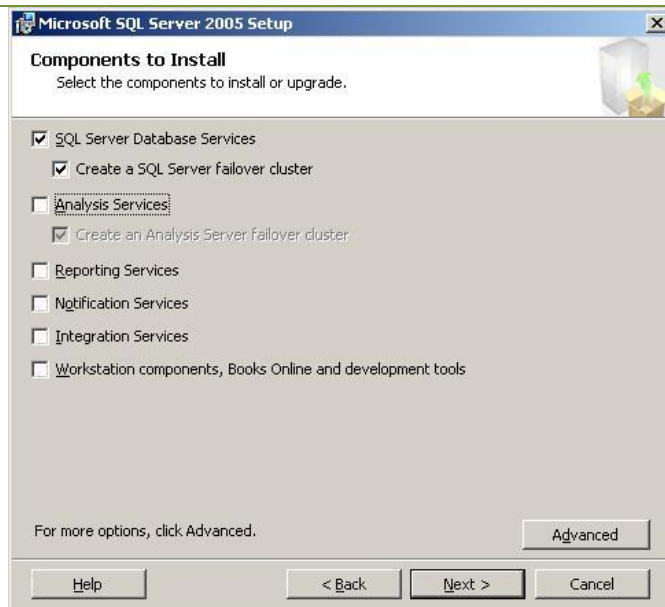 Microsoft SQL Server 2005 Setup
Components to Install
Select the components to install or upgrade.
SQL Server Database Services
Create a SQL Server failover cluster
Analysis Services
Create an Analysis Server failover cluster
Reporting Services
Notification Services
Integration Services
Workstation components, Books Online and development tools
For more options, click Advanced.
Advanced
Help
< Back
Next >
Cancel